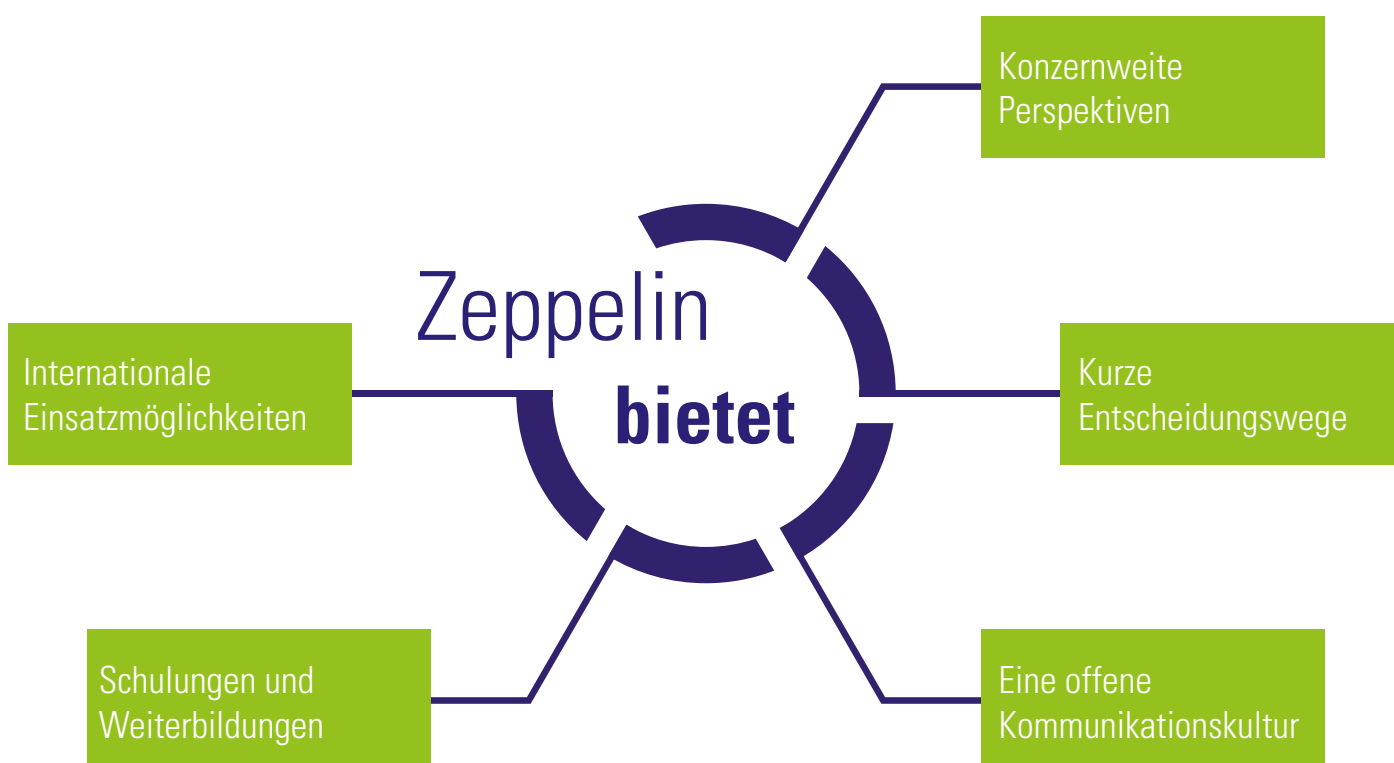 Konzernweite
Perspektiven
Zeppelin
bietet
Internationale
Einsatzmöglichkeiten
Kurze
Entscheidungswege
Schulungen und
Weiterbildungen
Eine offene
Kommunikationskultur